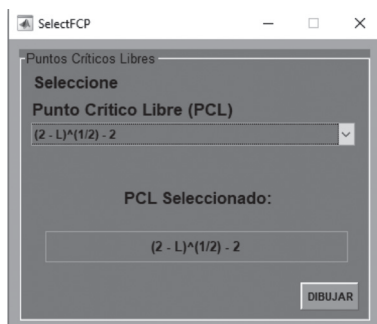 SelectFCP
Puntos Críticos Libres
Seleccione
Punto Crítico Libre (PCL)
(2 - L)^(1/2) - 2
PCL Seleccionado:
(2 - L)^(1/2) - 2
DIBUJAR